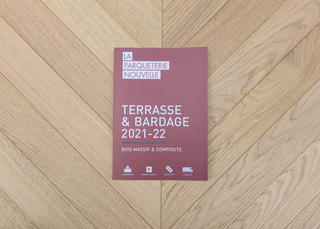 LA
PARQUETERIE
NOUVELLE
TERRASSE
& BARDAGE
2021-22
BOIS MASSIF & COMPOSITE